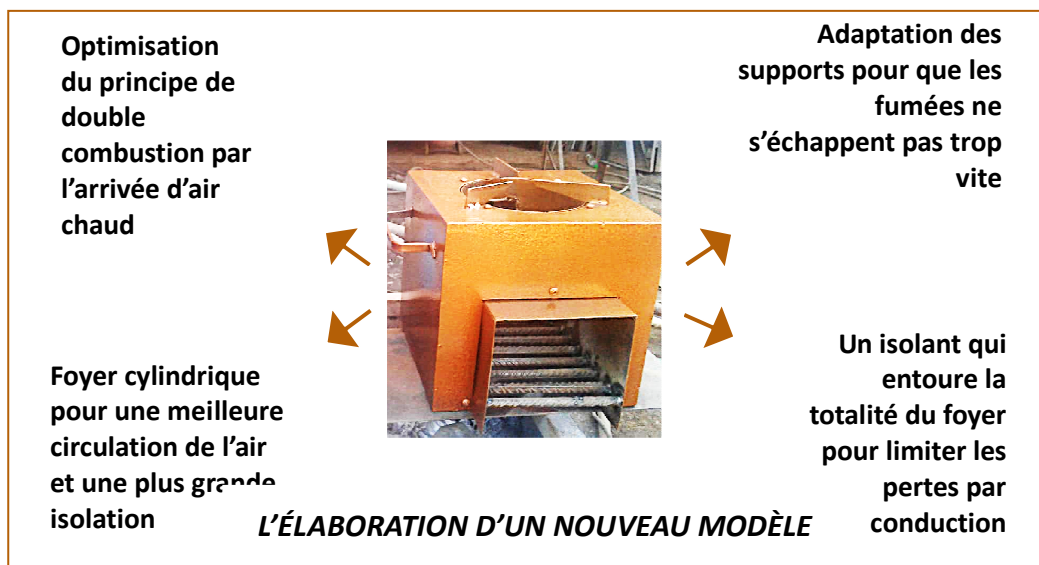 Optimisation
du principe de
double
combustion par
l'arrivée d'air
chaud
Adaptation des
supports pour que les
fumées ne
s'échappent pas trop
vite
Foyer cylindrique
pour une meilleure
circulation de l'air
et une plus grande
isolation
Un isolant qui
entoure la
totalité du foyer
pour limiter les
pertes par
conduction
L'ÉLABORATION D'UN NOUVEAU MODÈLE